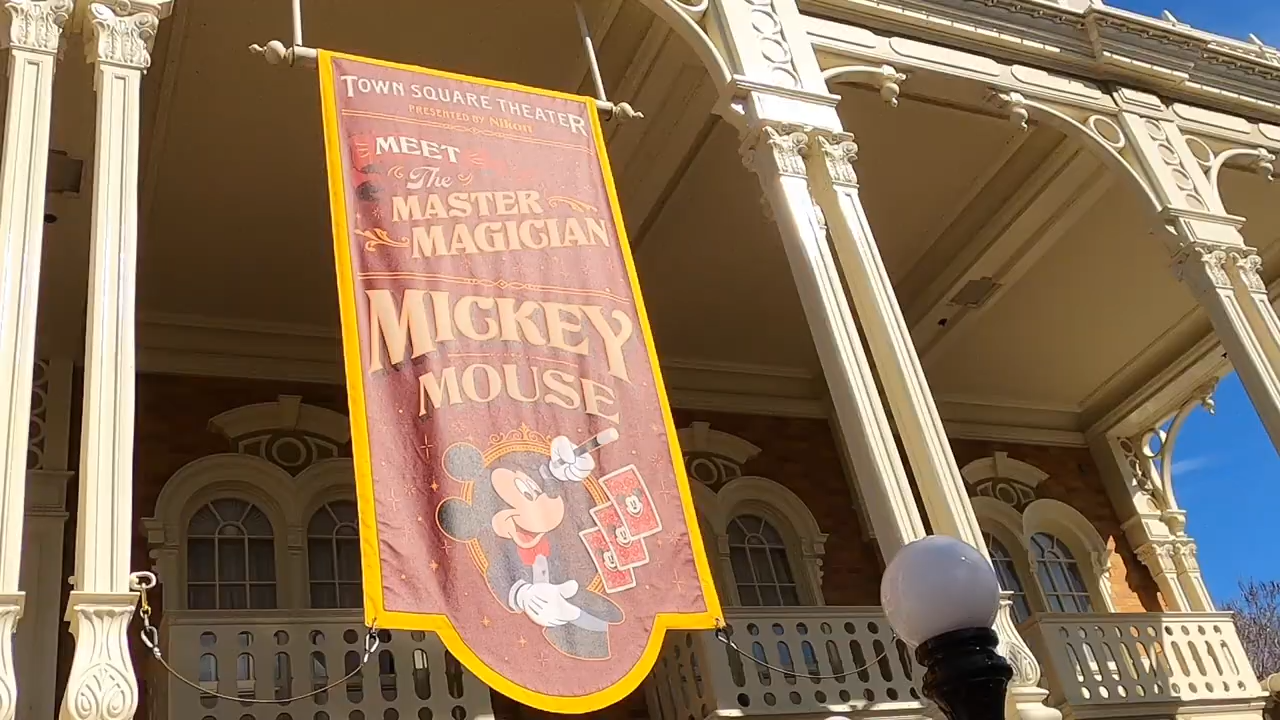 TOWN SQUARE THEATER
PRESENTED BY Nikon
MEET
The
MASTER
MAGICIAN
MICKEY
MOUSE